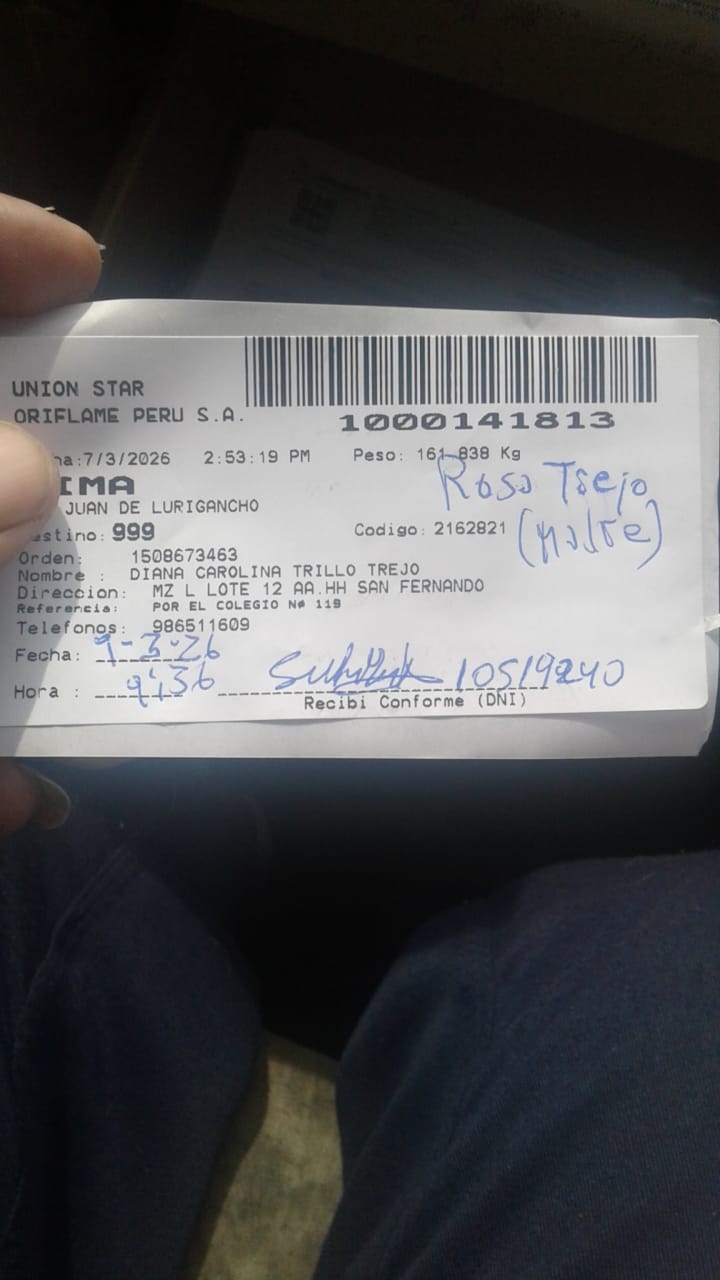 UNION STAR
ORIFLAME PERU S.A.
1000141813
ha:7/3/2026 2:53:19 PM Peso: 161.838 Kg
IMA
JUAN DE LURIGANCHO
Rosa Trejo
(Madre)
estino: 999 Codigo: 2162821
Orden: 1508673463
Nombre : DIANA CAROLINA TRILLO TREJO
Direccion: MZ L LOTE 12 AA.HH SAN FERNANDO
Referencia: POR EL COLEGIO Nº 119
Telefonos: 986511609
Fecha: 9-3-26
Hora : 9:36 10519240
Recibi Conforme (DNI)